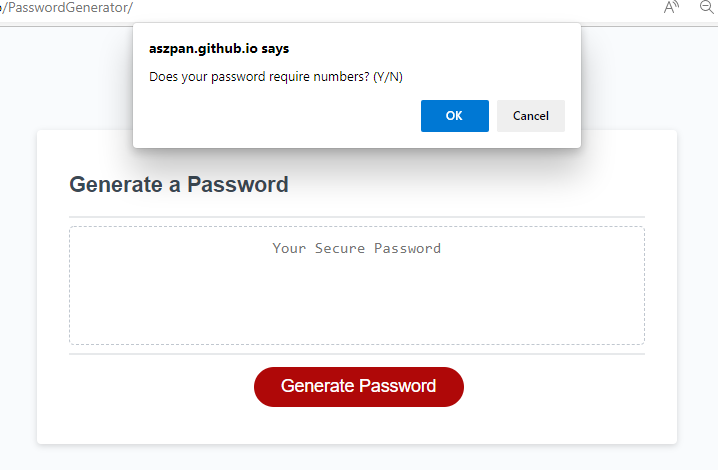 /PasswordGenerator/
aszpan.github.io says
Does your password require numbers? (Y/N)
OK
Cancel
Generate a Password
Your Secure Password
Generate Password